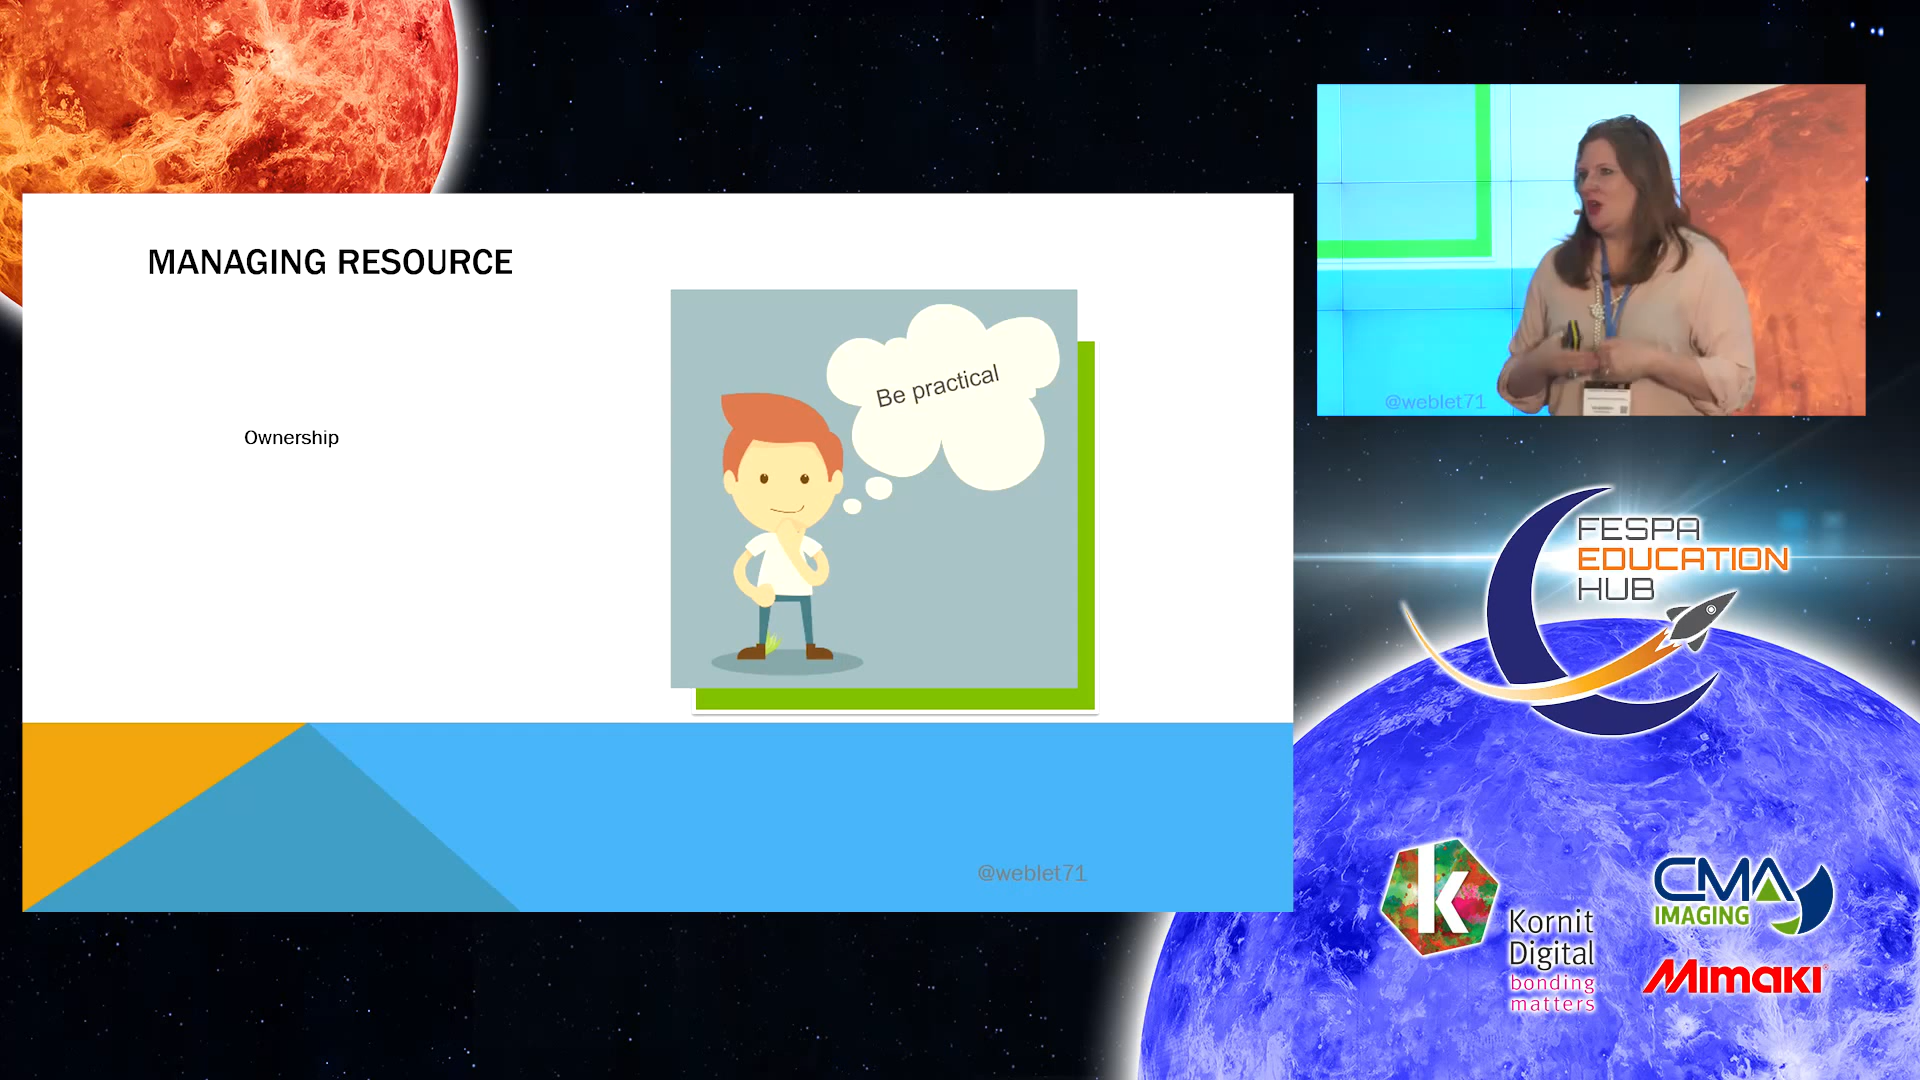 MANAGING RESOURCE
Be practical
Ownership
@weblet71
@weblet71
FESPA
EDUCATION
HUB
k
Kornit
Digital
bonding
matters
CMA
IMAGING
Mimaki